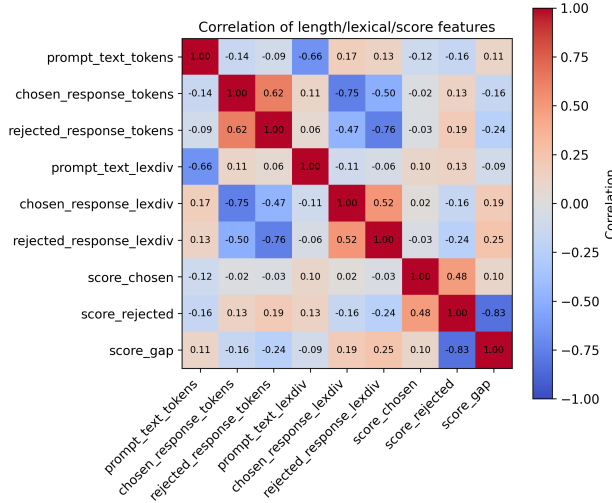 Correlation of length/lexical/score features
prompt_text_tokens 1.00 -0.14 -0.09 -0.66 0.17 0.13 -0.12 -0.16 0.11
chosen_response_tokens -0.14 1.00 0.62 0.11 -0.75 -0.50 -0.02 0.13 -0.16
rejected_response_tokens -0.09 0.62 1.00 0.06 -0.47 -0.76 -0.03 0.19 -0.24
prompt_text_lexdiv -0.66 0.11 0.06 1.00 -0.11 -0.06 0.10 0.13 -0.09
chosen_response_lexdiv 0.17 -0.75 -0.47 -0.11 1.00 0.52 0.02 -0.16 0.19
rejected_response_lexdiv 0.13 -0.50 -0.76 -0.06 0.52 1.00 -0.03 -0.24 0.25
score_chosen -0.12 -0.02 -0.03 0.10 0.02 -0.03 1.00 0.48 0.10
score_rejected -0.16 0.13 0.19 0.13 -0.16 -0.24 0.48 1.00 -0.83
score_gap 0.11 -0.16 -0.24 -0.09 0.19 0.25 0.10 -0.83 1.00
prompt_text_tokens
chosen_response_tokens
rejected_response_tokens
prompt_text_lexdiv
chosen_response_lexdiv
rejected_response_lexdiv
score_chosen
score_rejected
score_gap
1.00
0.75
0.50
0.25
0.00
−0.25
−0.50
−0.75
−1.00
Correlation